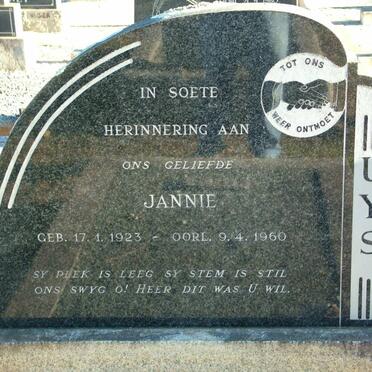 TOT ONS
WEER ONTMOET
IN SOETE
HERINNERING AAN
ONS GELIEFDE
JANNIE
GEB. 17. 1. 1923 - OORL. 9. 4. 1960
SY PLEK IS LEEG SY STEM IS STIL
ONS SWYG O! HEER DIT WAS U WIL.
UYS